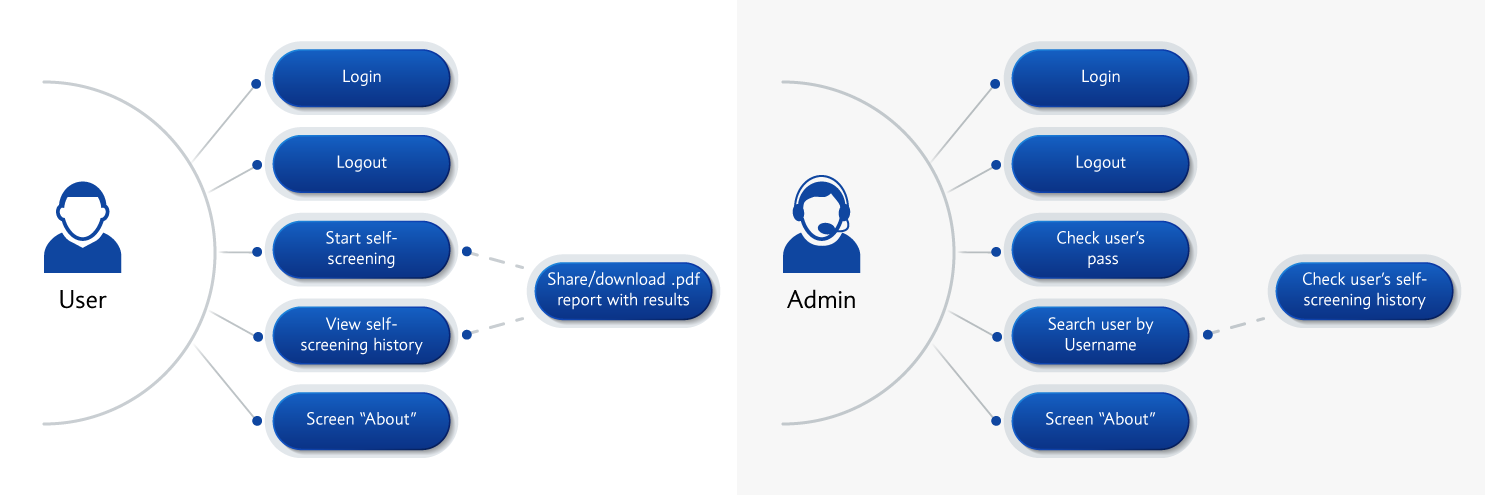 Login
Logout
Start self-
screening
View self-
screening history
Screen “About”
Share/download .pdf
report with results
User
Login
Logout
Check user’s
pass
Search user by
Username
Screen “About”
Check user’s self-
screening history
Admin